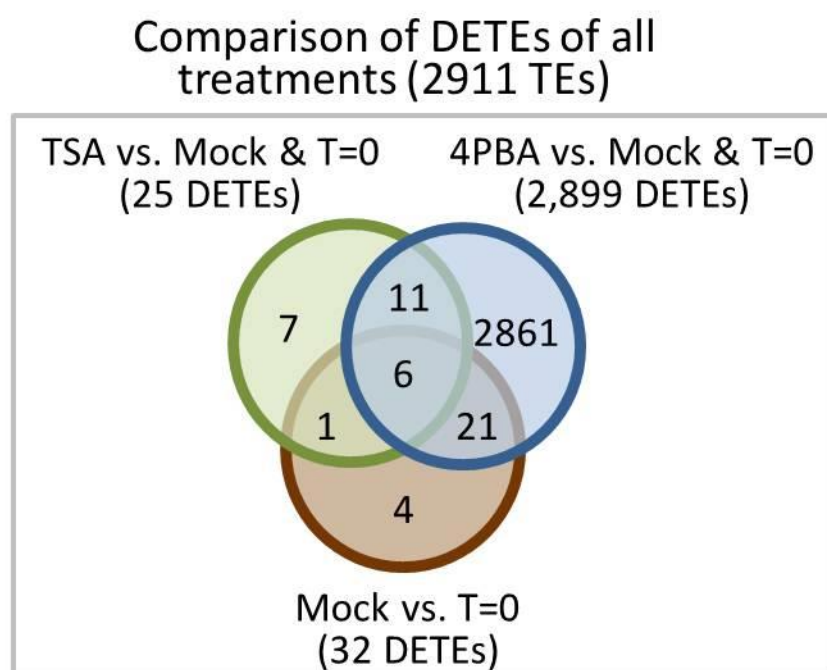 Comparison of DETEs of all
treatments (2911 TEs)
TSA vs. Mock & T=0
(25 DETEs)
4PBA vs. Mock & T=0
(2,899 DETEs)
11
7
2861
6
1
21
4
Mock vs. T=0
(32 DETEs)